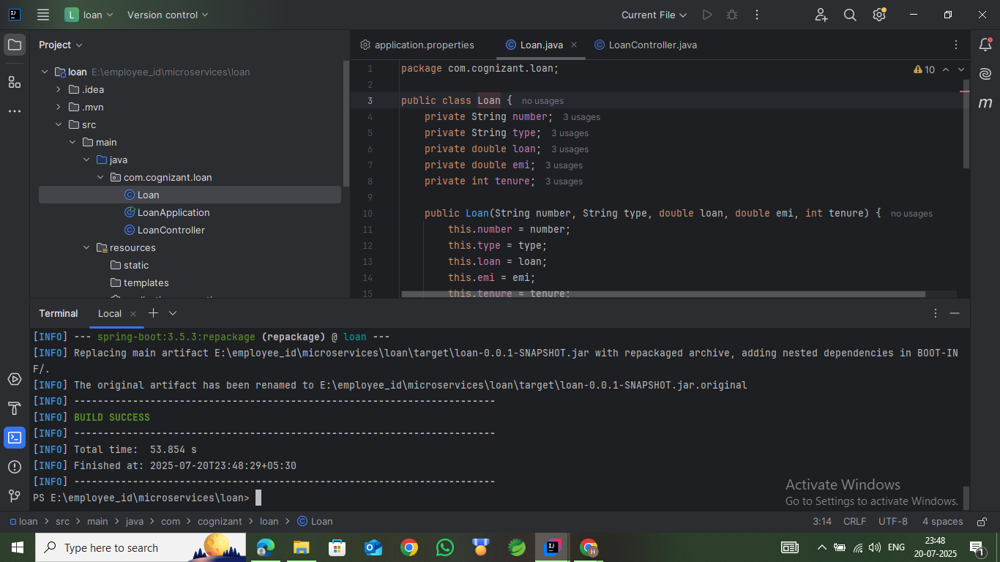 L loan Version control Current File
Project
loan E:\employee_id\microservices\loan
.idea
.mvn
src
main
java
com.cognizant.loan
Loan
LoanApplication
LoanController
resources
static
templates
application.properties Loan.java LoanController.java
10
1 package com.cognizant.loan;
2
3 public class Loan { no usages
4 private String number; 3 usages
5 private String type; 3 usages
6 private double loan; 3 usages
7 private double emi; 3 usages
8 private int tenure; 3 usages
9
10 public Loan(String number, String type, double loan, double emi, int tenure) { no usages
11 this.number = number;
12 this.type = type;
13 this.loan = loan;
14 this.emi = emi;
15 this.tenure = tenure;
m
Terminal Local
[INFO] --- spring-boot:3.5.3:repackage (repackage) @ loan ---
[INFO] Replacing main artifact E:\employee_id\microservices\loan\target\loan-0.0.1-SNAPSHOT.jar with repackaged archive, adding nested dependencies in BOOT-IN
F/.
[INFO] The original artifact has been renamed to E:\employee_id\microservices\loan\target\loan-0.0.1-SNAPSHOT.jar.original
[INFO] ------------------------------------------------------------------------
[INFO] BUILD SUCCESS
[INFO] ------------------------------------------------------------------------
[INFO] Total time:  53.854 s
[INFO] Finished at: 2025-07-20T23:48:29+05:30
[INFO] ------------------------------------------------------------------------
PS E:\employee_id\microservices\loan>
Activate Windows
Go to Settings to activate Windows.
loan > src > main > java > com > cognizant > loan > Loan 3:14 CRLF UTF-8 4 spaces
Type here to search
ENG
23:48
20-07-2025
1